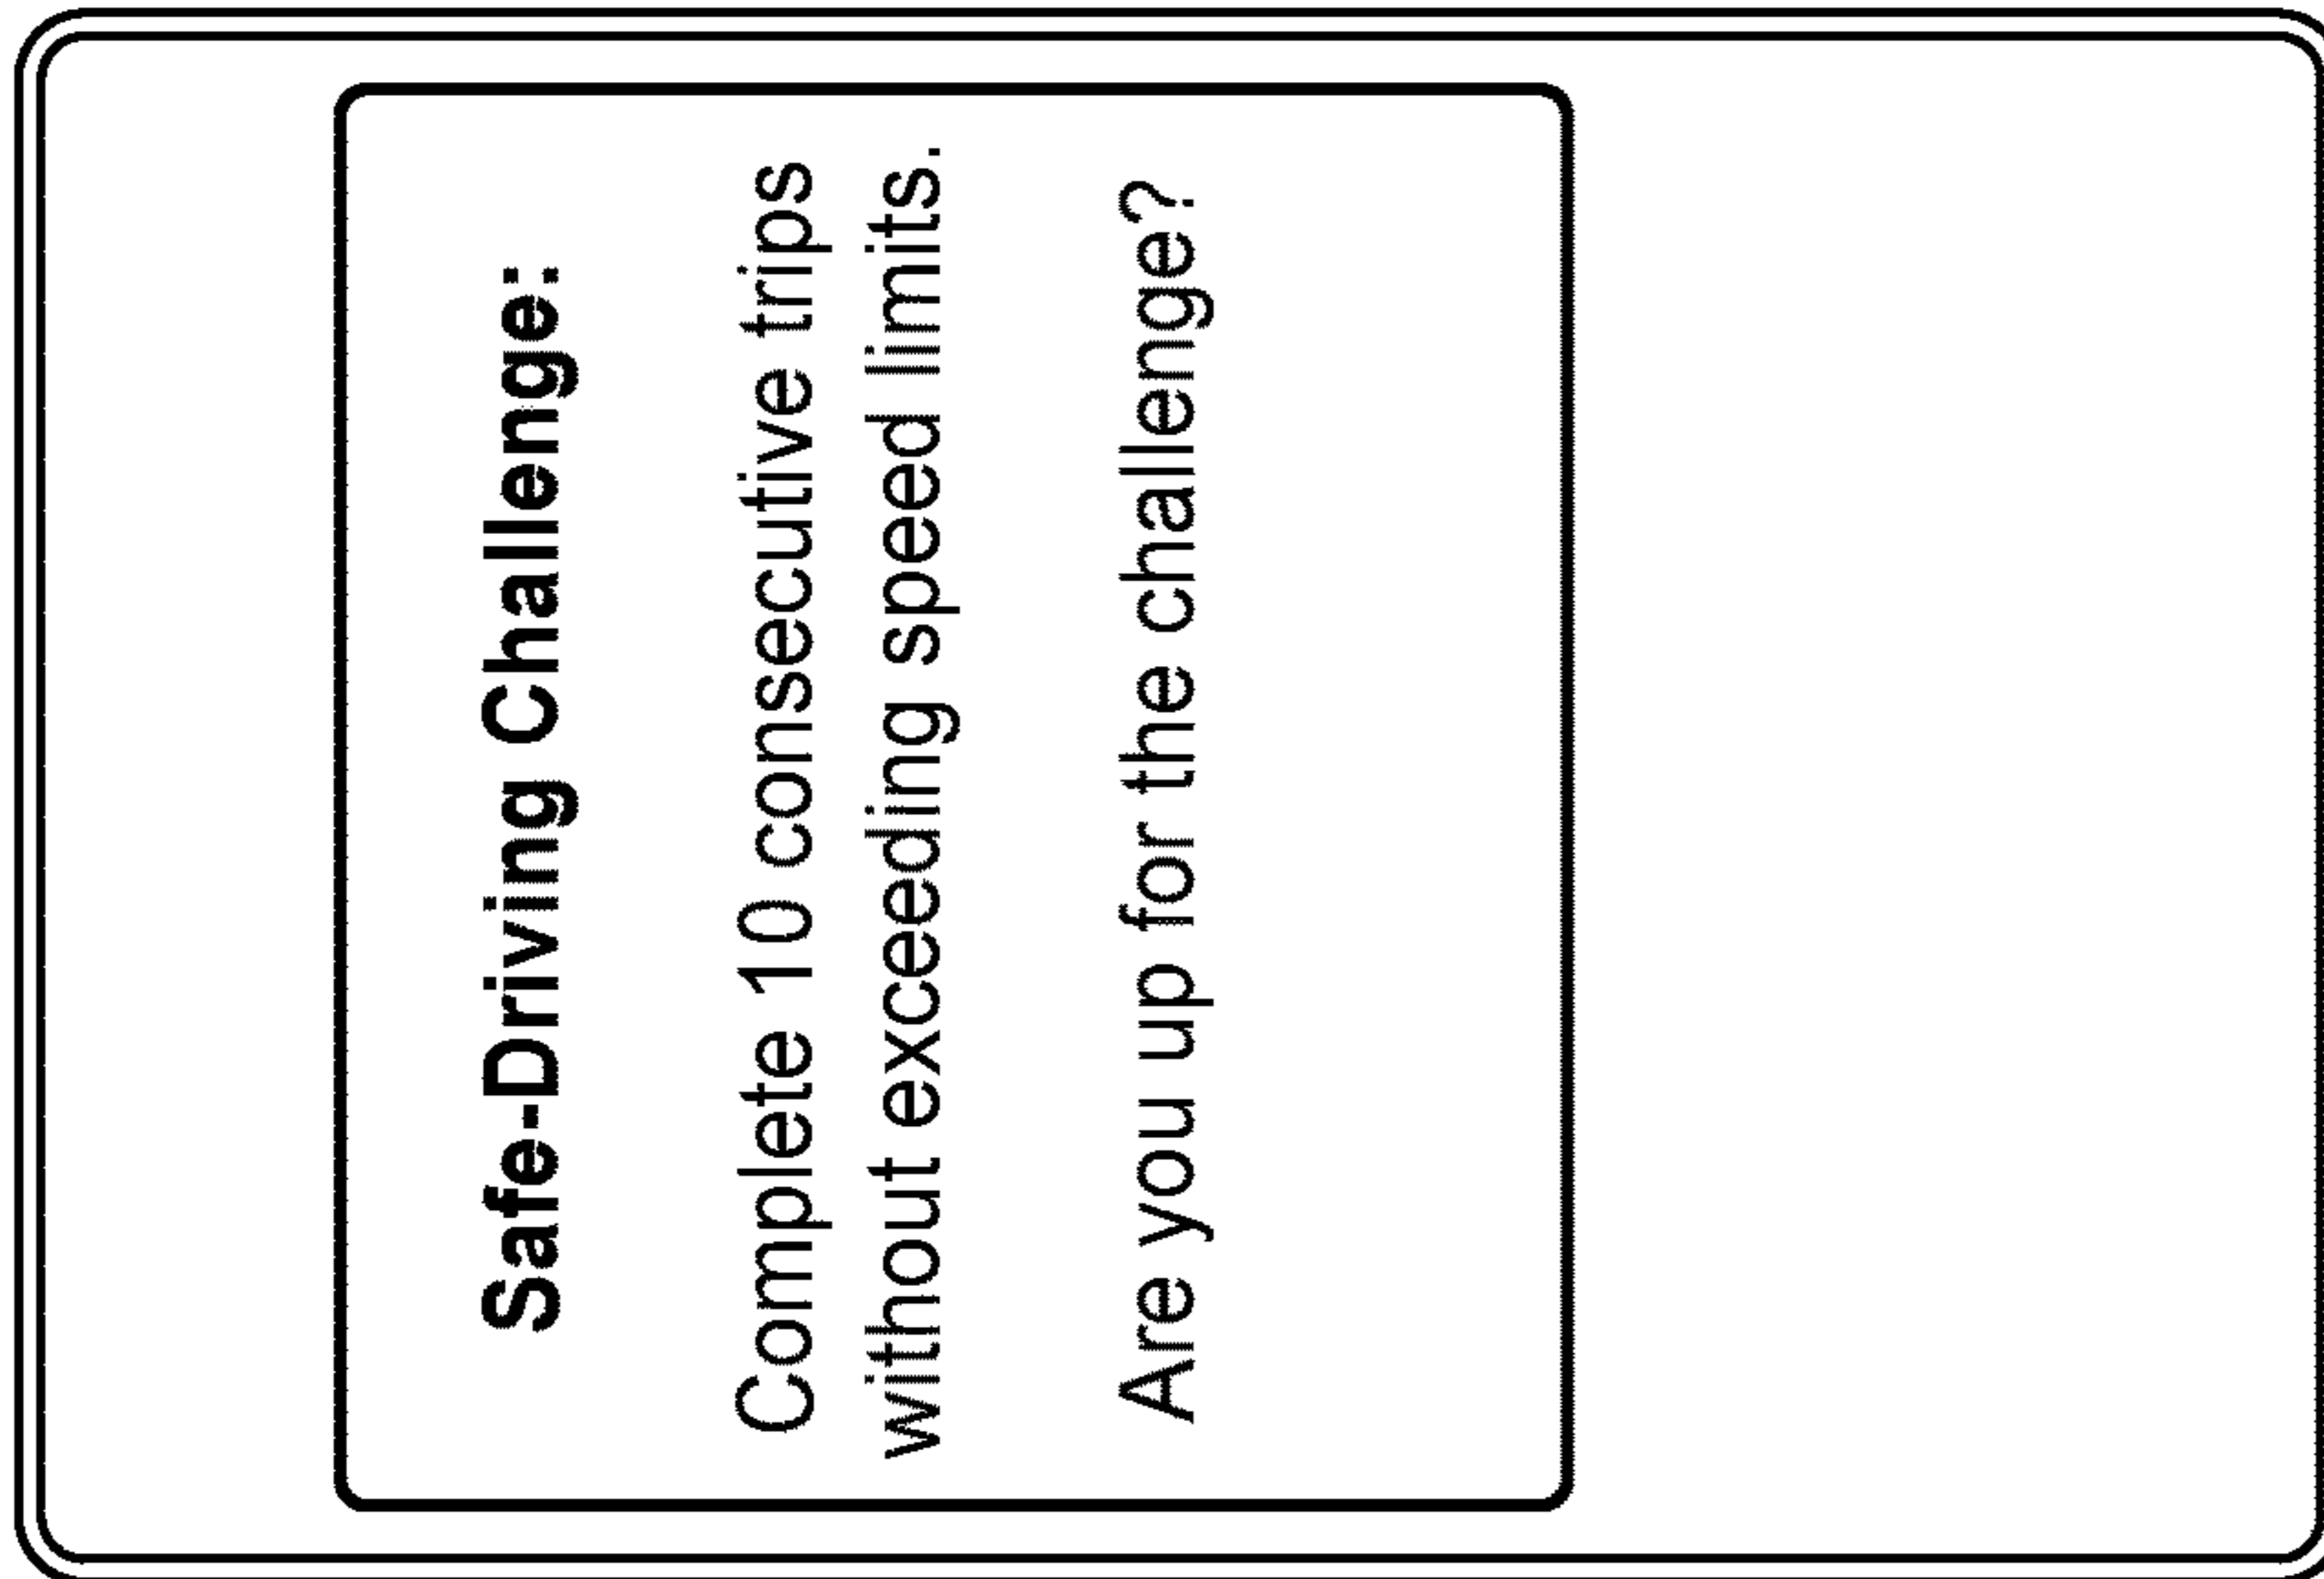 Safe-Driving Challenge:
Complete 10 consecutive trips
without exceeding speed limits.
Are you up for the challenge?